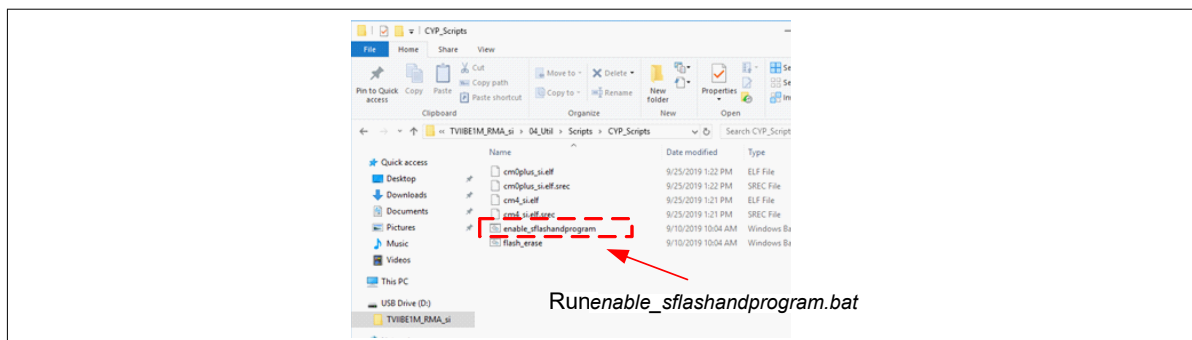 CYP_Scripts
File Home Share View
Pin to Quick access
Copy
Paste
Cut
Copy path
Paste shortcut
Move to
Copy to
Delete
Rename
New folder
Properties
Clipboard Organize New Open
« TVIIBE1M_RMA_si › 04_Util › Scripts › CYP_Scripts
Search CYP_Script
Name Date modified Type
Quick access
Desktop
Downloads
Documents
Pictures
Music
Videos
This PC
USB Drive (D:)
TVIIBE1M_RMA_si
cm0plus_si.elf 9/25/2019 1:22 PM ELF File
cm0plus_si.elf.srec 9/25/2019 1:22 PM SREC File
cm4_si.elf 9/25/2019 1:21 PM ELF File
cm4_si.elf.srec 9/25/2019 1:21 PM SREC File
enable_sflashandprogram 9/10/2019 10:04 AM Windows Ba
flash_erase 9/10/2019 10:04 AM Windows Ba
Runenable_sflashandprogram.bat